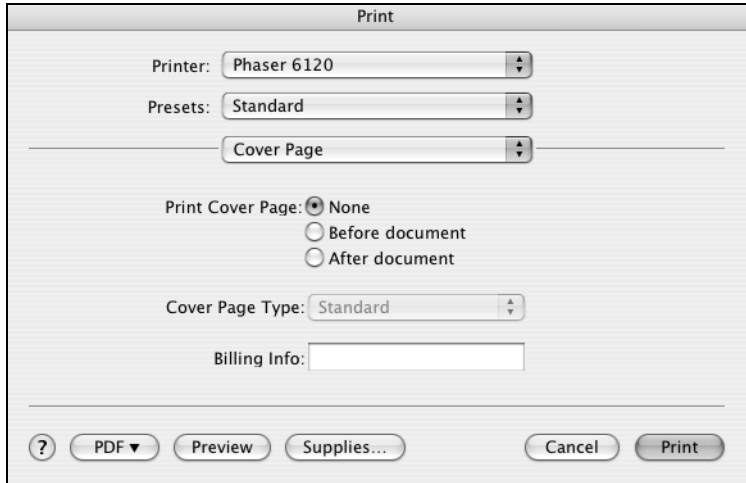 Print
Printer: Phaser 6120
Presets: Standard
Cover Page
Print Cover Page: None
Before document
After document
Cover Page Type: Standard
Billing Info:
? PDF▼ Preview Supplies... Cancel Print